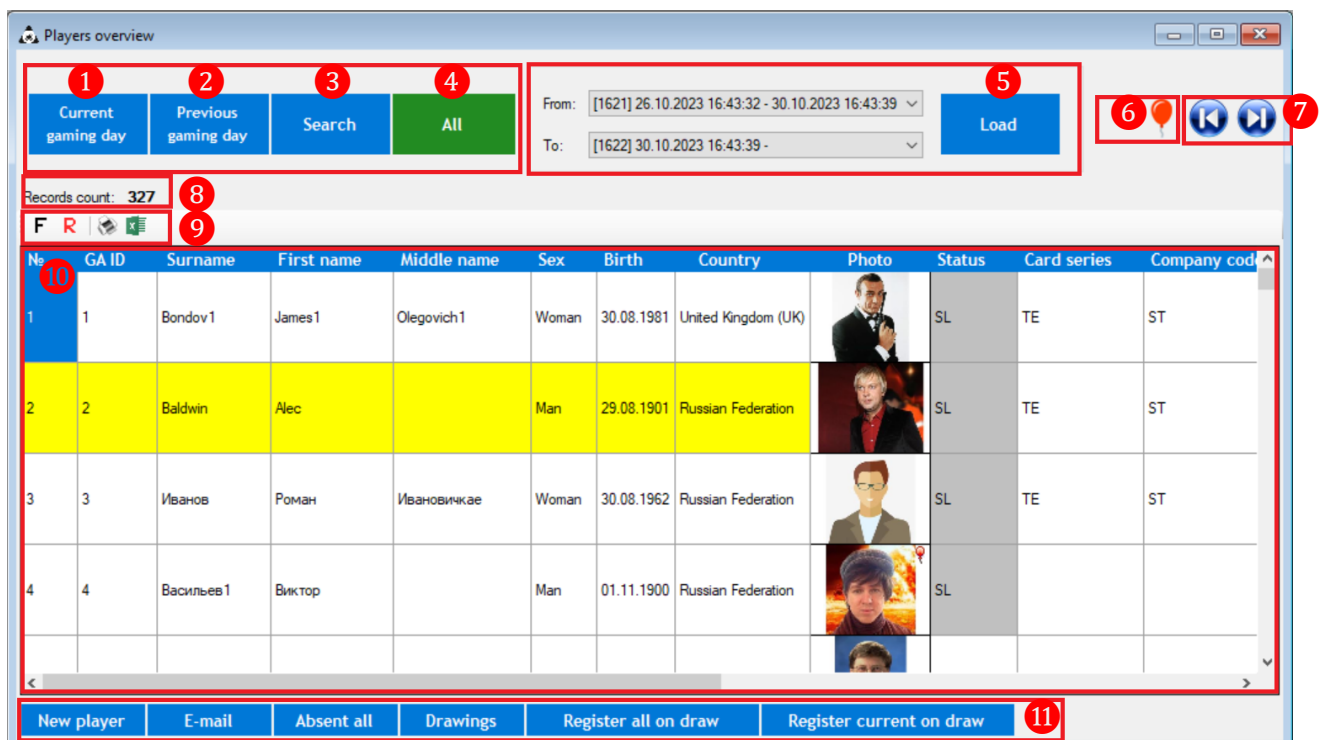 Players overview
1 2 3 4 5
Current gaming day Previous gaming day Search All
From: [1621] 26.10.2023 16:43:32 - 30.10.2023 16:43:39
To: [1622] 30.10.2023 16:43:39 -
Load
6 7
Records count: 327 8
F R 9
№ GA ID Surname First name Middle name Sex Birth Country Photo Status Card series Company cod
10
1 1 Bondov1 James1 Olegovich1 Woman 30.08.1981 United Kingdom (UK) SL TE ST
2 2 Baldwin Alec Man 29.08.1901 Russian Federation SL TE ST
3 3 Иванов Роман Ивановичкае Woman 30.08.1962 Russian Federation SL TE ST
4 4 Васильев1 Виктор Man 01.11.1900 Russian Federation SL
New player E-mail Absent all Drawings Register all on draw Register current on draw 11